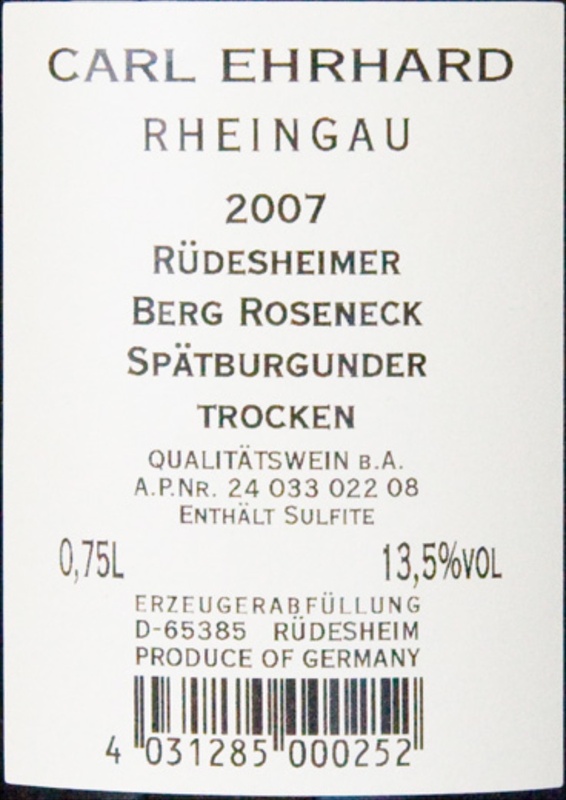 CARL EHRHARD
RHEINGAU
2007
RÜDESHEIMER
BERG ROSENECK
SPÄTBURGUNDER
TROCKEN
QUALITÄTSWEIN B.A.
A.P.NR. 24 033 022 08
ENTHÄLT SULFITE
0,75L 13,5%VOL
ERZEUGERABFÜLLUNG
D-65385 RÜDESHEIM
PRODUCE OF GERMANY
4 031285 000252